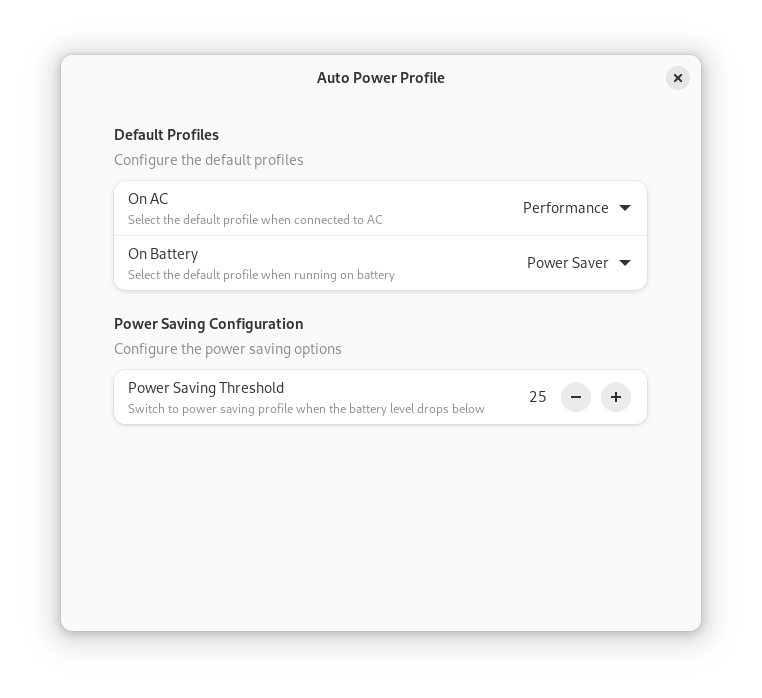 Auto Power Profile
Default Profiles
Configure the default profiles
On AC
Select the default profile when connected to AC
Performance
On Battery
Select the default profile when running on battery
Power Saver
Power Saving Configuration
Configure the power saving options
Power Saving Threshold
Switch to power saving profile when the battery level drops below
25